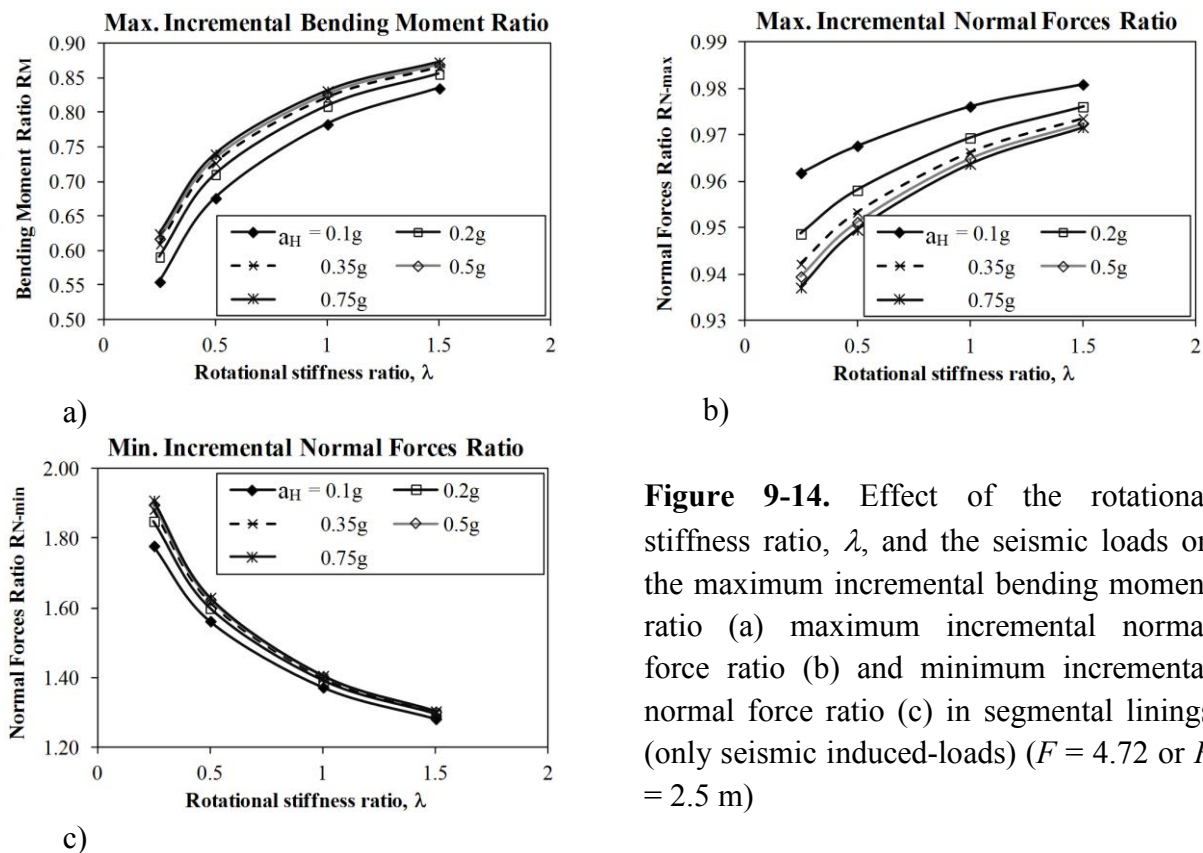 Max. Incremental Bending Moment Ratio
Bending Moment Ratio RM
0.90
0.85
0.80
0.75
0.70
0.65
0.60
0.55
0.50
aH = 0.1g
0.2g
0.35g
0.5g
0.75g
0
0.5
1
1.5
2
Rotational stiffness ratio, λ
a)
Max. Incremental Normal Forces Ratio
Normal Forces Ratio RN-max
0.99
0.98
0.97
0.96
0.95
0.94
0.93
aH = 0.1g
0.2g
0.35g
0.5g
0.75g
0
0.5
1
1.5
2
Rotational stiffness ratio, λ
b)
Min. Incremental Normal Forces Ratio
Normal Forces Ratio RN-min
2.00
1.80
1.60
1.40
1.20
aH = 0.1g
0.2g
0.35g
0.5g
0.75g
0
0.5
1
1.5
2
Rotational stiffness ratio, λ
c)
Figure 9-14. Effect of the rotationa
stiffness ratio, λ, and the seismic loads or
the maximum incremental bending momen
ratio (a) maximum incremental norma
force ratio (b) and minimum incrementa
normal force ratio (c) in segmental linings
(only seismic induced-loads) (F = 4.72 or
= 2.5 m)